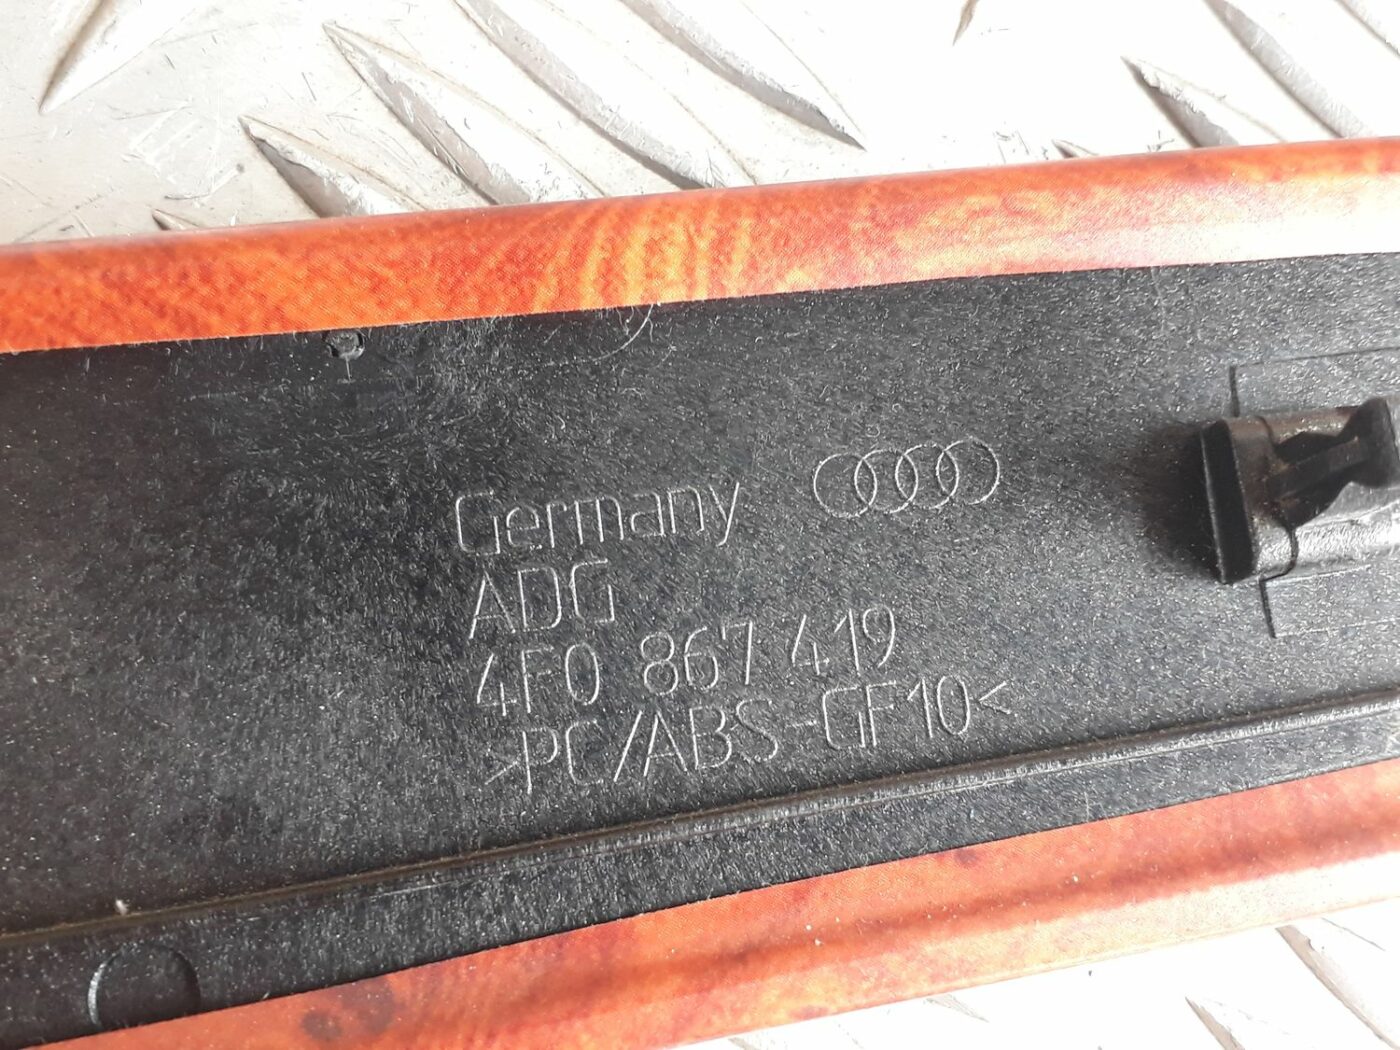 Germany
ADG
4F0 867 419
>PC/ABS-GF10<